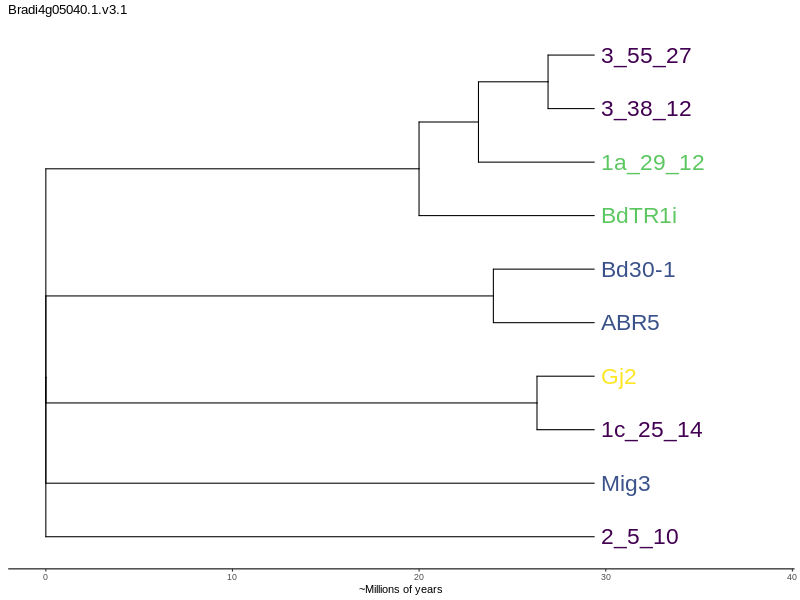 Bradi4g05040.1.v3.1
3_55_27
3_38_12
1a_29_12
BdTR1i
Bd30-1
ABR5
Gj2
1c_25_14
Mig3
2_5_10
0 10 20 30 40
~Millions of years